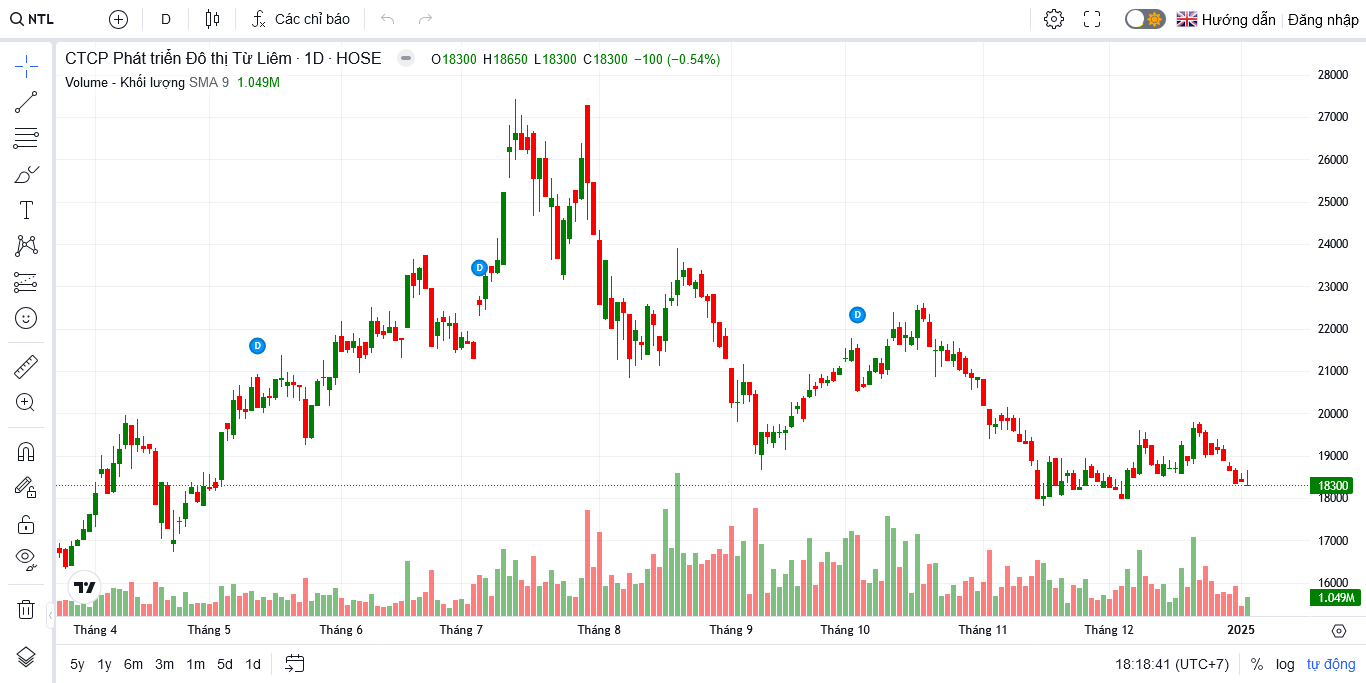 NTL D Các chỉ báo Hướng dẫn Đăng nhập
CTCP Phát triển Đô thị Từ Liêm · 1D · HOSE O18300 H18650 L18300 C18300 −100 (−0.54%)
Volume - Khối lượng SMA 9 1.049M
28000
27000
26000
25000
24000
23000
22000
21000
20000
19000
18300
18000
17000
16000
1.049M
D
D
D
Tháng 4 Tháng 5 Tháng 6 Tháng 7 Tháng 8 Tháng 9 Tháng 10 Tháng 11 Tháng 12 2025
5y 1y 6m 3m 1m 5d 1d 18:18:41 (UTC+7) % log tự động